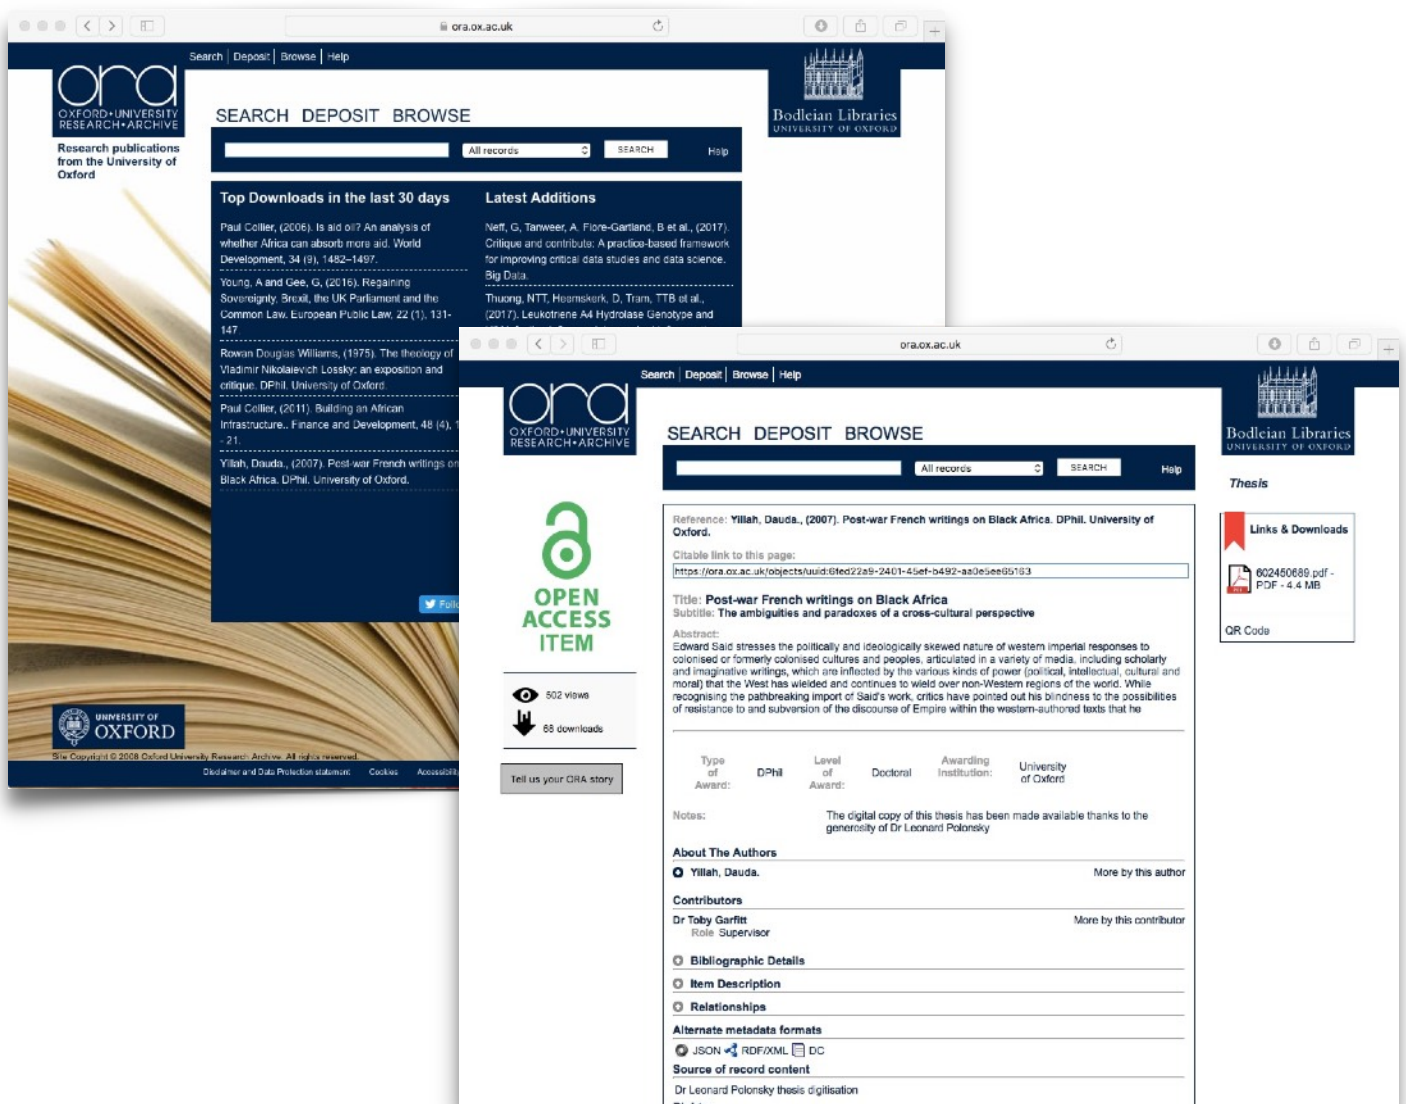 ora.ox.ac.uk
Search | Deposit | Browse | Help
ora
OXFORD•UNIVERSITY
RESEARCH•ARCHIVE
Bodleian Libraries
UNIVERSITY OF OXFORD
Research publications
from the University of
Oxford
SEARCH DEPOSIT BROWSE
All records
SEARCH
Help
Top Downloads in the last 30 days
Paul Collier, (2006). Is aid oil? An analysis of
whether Africa can absorb more aid. World
Development, 34 (9), 1482–1497.
Young, A and Gee, G, (2016). Regaining
Sovereignty, Brexit, the UK Parliament and the
Common Law. European Public Law, 22 (1), 131-
147.
Rowan Douglas Williams, (1975). The theology of
Vladimir Nikolaievich Lossky: an exposition and
critique. DPhil. University of Oxford.
Paul Collier, (2011). Building an African
Infrastructure.. Finance and Development, 48 (4), 1
- 21.
Yillah, Dauda., (2007). Post-war French writings on
Black Africa. DPhil. University of Oxford.
Latest Additions
Neff, G, Tanweer, A, Fiore-Gartland, B et al., (2017).
Critique and contribute: A practice-based framework
for improving critical data studies and data science.
Big Data.
Thuong, NTT, Heemskerk, D, Tram, TTB et al.,
(2017). Leukotriene A4 Hydrolase Genotype and
Follo
UNIVERSITY OF
OXFORD
Site Copyright © 2008 Oxford University Research Archive. All rights reserved.
Disclaimer and Data Protection statement Cookies Accessibility
ora.ox.ac.uk
Search | Deposit | Browse | Help
ora
OXFORD•UNIVERSITY
RESEARCH•ARCHIVE
Bodleian Libraries
UNIVERSITY OF OXFORD
SEARCH DEPOSIT BROWSE
All records
SEARCH
Help
OPEN
ACCESS
ITEM
502 views
68 downloads
Tell us your ORA story
Reference: Yillah, Dauda., (2007). Post-war French writings on Black Africa. DPhil. University of
Oxford.
Citable link to this page:
https://ora.ox.ac.uk/objects/uuid:6fed22a9-2401-45ef-b492-aa0e5ee65163
Title: Post-war French writings on Black Africa
Subtitle: The ambiguities and paradoxes of a cross-cultural perspective
Abstract:
Edward Said stresses the politically and ideologically skewed nature of western imperial responses to
colonised or formerly colonised cultures and peoples, articulated in a variety of media, including scholarly
and imaginative writings, which are inflected by the various kinds of power (political, intellectual, cultural and
moral) that the West has wielded and continues to wield over non-Western regions of the world. While
recognising the pathbreaking import of Said's work, critics have pointed out his blindness to the possibilities
of resistance to and subversion of the discourse of Empire within the western-authored texts that he
Type
of
Award:
DPhil
Level
of
Award:
Doctoral
Awarding
Institution:
University
of Oxford
Notes:
The digital copy of this thesis has been made available thanks to the
generosity of Dr Leonard Polonsky
About The Authors
Yillah, Dauda.
More by this author
Contributors
Dr Toby Garfitt
More by this contributor
Role Supervisor
Bibliographic Details
Item Description
Relationships
Alternate metadata formats
JSON RDF/XML DC
Source of record content
Dr Leonard Polonsky thesis digitisation
Thesis
Links & Downloads
PDF
602450689.pdf -
PDF - 4.4 MB
QR Code